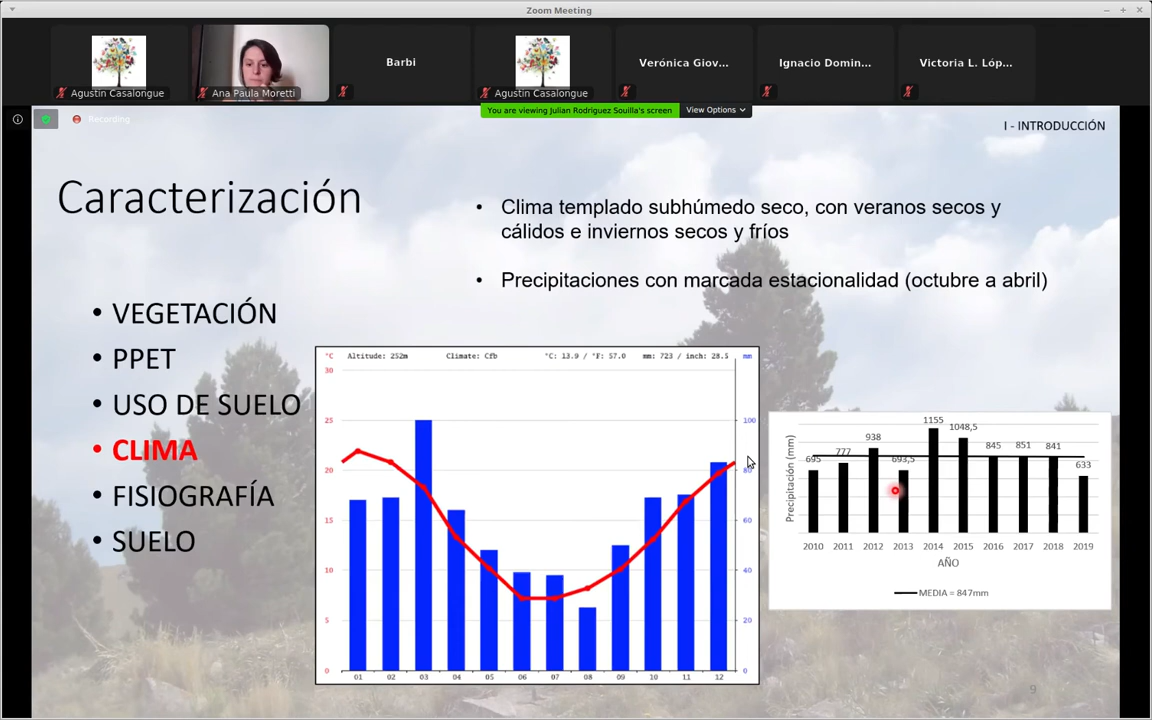 Zoom Meeting
Agustin Casalongue
Ana Paula Moretti
Barbi
Agustin Casalongue
Verónica Giov...
Ignacio Domin...
Victoria L. Lóp...
You are viewing Julian Rodriguez Souilla's screen
View Options
Recording
I - INTRODUCCIÓN
Caracterización
• Clima templado subhúmedo seco, con veranos secos y
cálidos e inviernos secos y fríos
• Precipitaciones con marcada estacionalidad (octubre a abril)
• VEGETACIÓN
• PPET
• USO DE SUELO
• CLIMA
• FISIOGRAFÍA
• SUELO
°C Altitude: 252m Climate: Cfb °C: 13.9 / °F: 57.0 mm: 723 / inch: 28.5 mm
30
25 100
20 80
15 60
10 40
5 20
0 0
01 02 03 04 05 06 07 08 09 10 11 12
Precipitación (mm)
695 777 938 693,5 1155 1048,5 845 851 841 633
2010 2011 2012 2013 2014 2015 2016 2017 2018 2019
AÑO
MEDIA = 847mm
9